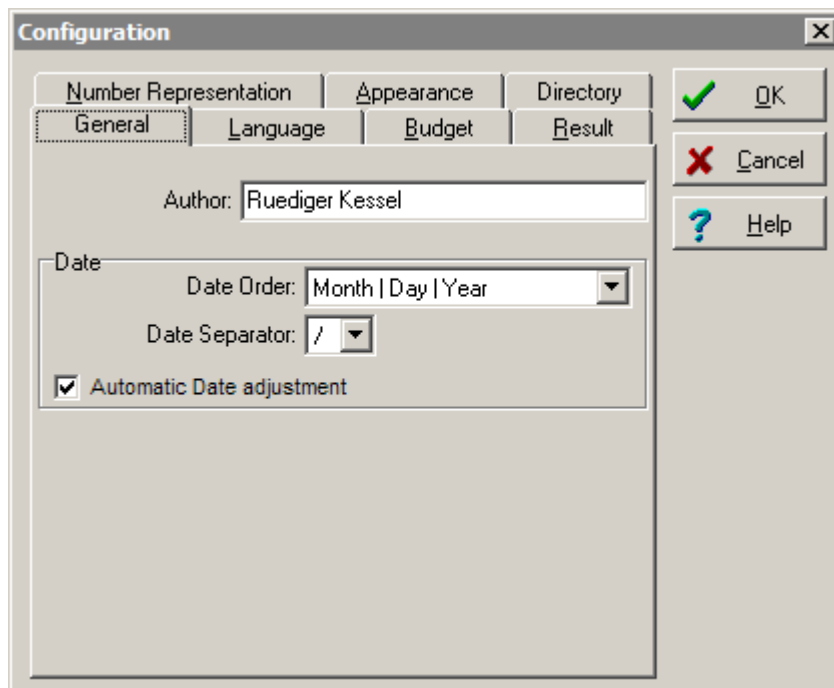 Configuration
Number Representation Appearance Directory
General Language Budget Result
Author: Ruediger Kessel
Date
Date Order: Month | Day | Year
Date Separator: /
Automatic Date adjustment
OK
Cancel
? Help